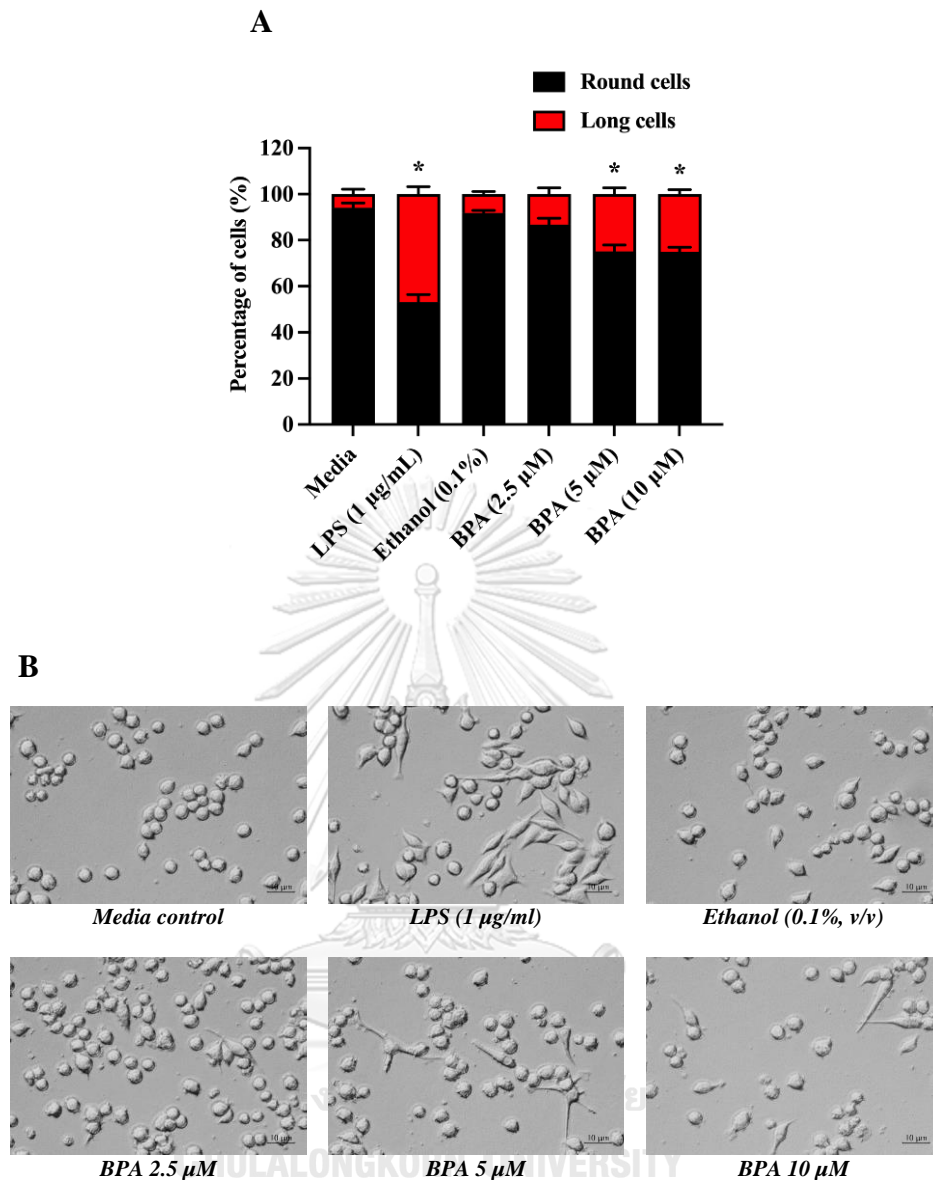 A
Round cells
Long cells
Percentage of cells (%)
120
100
80
60
40
20
0
*
*
*
Media
LPS (1 µg/mL)
Ethanol (0.1%)
BPA (2.5 µM)
BPA (5 µM)
BPA (10 µM)
B
10 µm
10 µm
10 µm
Media control
LPS (1 µg/ml)
Ethanol (0.1%, v/v)
10 µm
10 µm
10 µm
BPA 2.5 µM
BPA 5 µM
BPA 10 µM